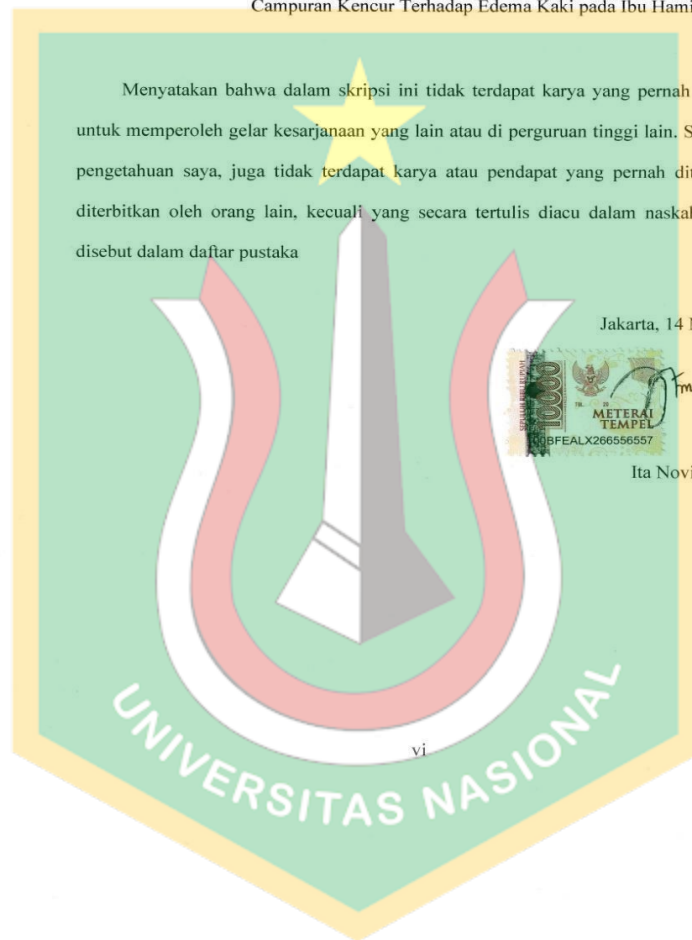 Campuran Kencur Terhadap Edema Kaki pada Ibu Hami
Menyatakan bahwa dalam skripsi ini tidak terdapat karya yang pernah
untuk memperoleh gelar kesarjanaan yang lain atau di perguruan tinggi lain. S
pengetahuan saya, juga tidak terdapat karya atau pendapat yang pernah dit
diterbitkan oleh orang lain, kecuali yang secara tertulis diacu dalam naskal
disebut dalam daftar pustaka
Jakarta, 14
10000
METERAI
TEMPEL
Ita Novi
vi
UNIVERSITAS NASIONAL